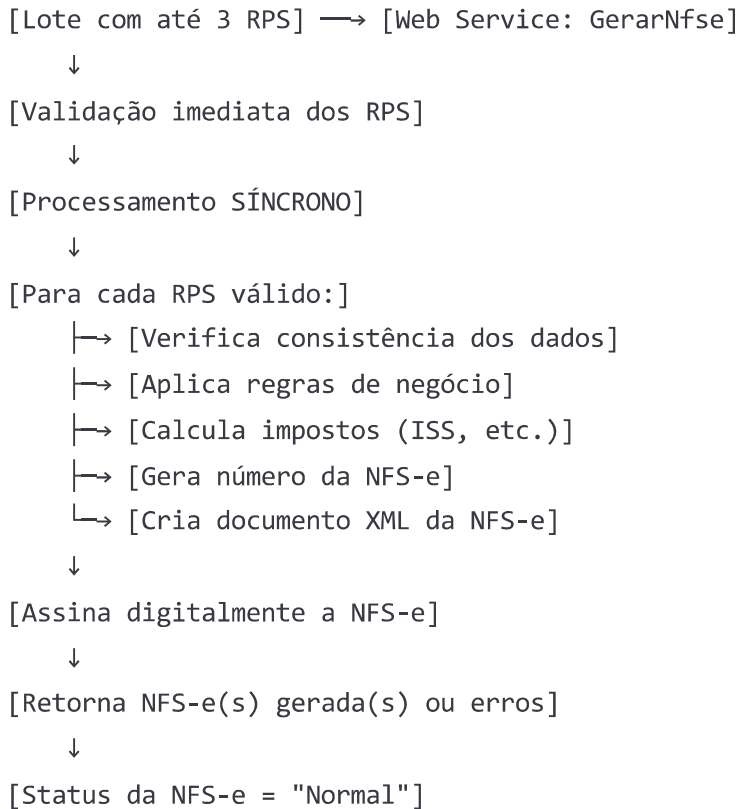 [Lote com até 3 RPS] ──→ [Web Service: GerarNfse]
    ↓
[Validação imediata dos RPS]
    ↓
[Processamento SÍNCRONO]
    ↓
[Para cada RPS válido:]
    ├─→ [Verifica consistência dos dados]
    ├─→ [Aplica regras de negócio]
    ├─→ [Calcula impostos (ISS, etc.)]
    ├─→ [Gera número da NFS-e]
    └─→ [Cria documento XML da NFS-e]
    ↓
[Assina digitalmente a NFS-e]
    ↓
[Retorna NFS-e(s) gerada(s) ou erros]
    ↓
[Status da NFS-e = "Normal"]